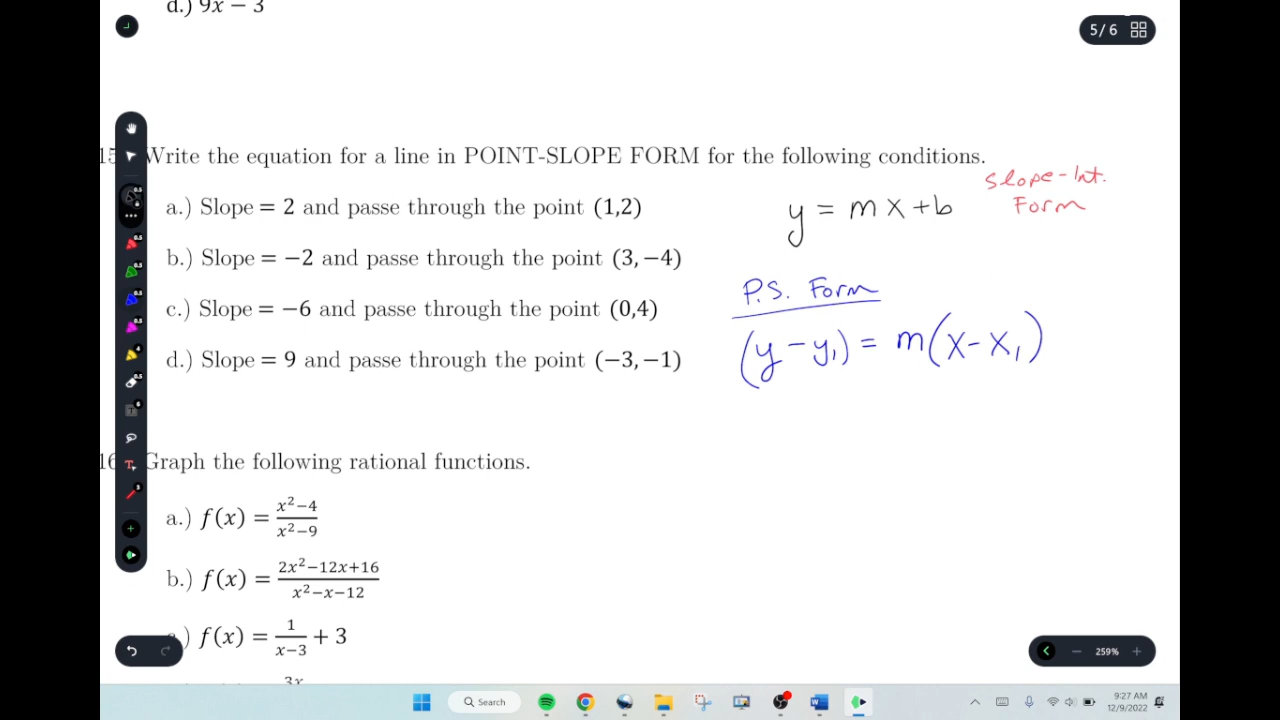 d.) 9x − 3
5/6
15 Write the equation for a line in POINT-SLOPE FORM for the following conditions.
Slope-Int.
Form
a.) Slope = 2 and passe through the point (1,2)
y = mx+b
b.) Slope = −2 and passe through the point (3, −4)
P.S. Form
c.) Slope = −6 and passe through the point (0,4)
(y − y₁) = m(x − x₁)
d.) Slope = 9 and passe through the point (−3, −1)
16 Graph the following rational functions.
a.) f(x) = x²−4 / x²−9
b.) f(x) = 2x²−12x+16 / x²−x−12
) f(x) = 1 / x−3 + 3
3x
259%
Search
9:27 AM
12/9/2022